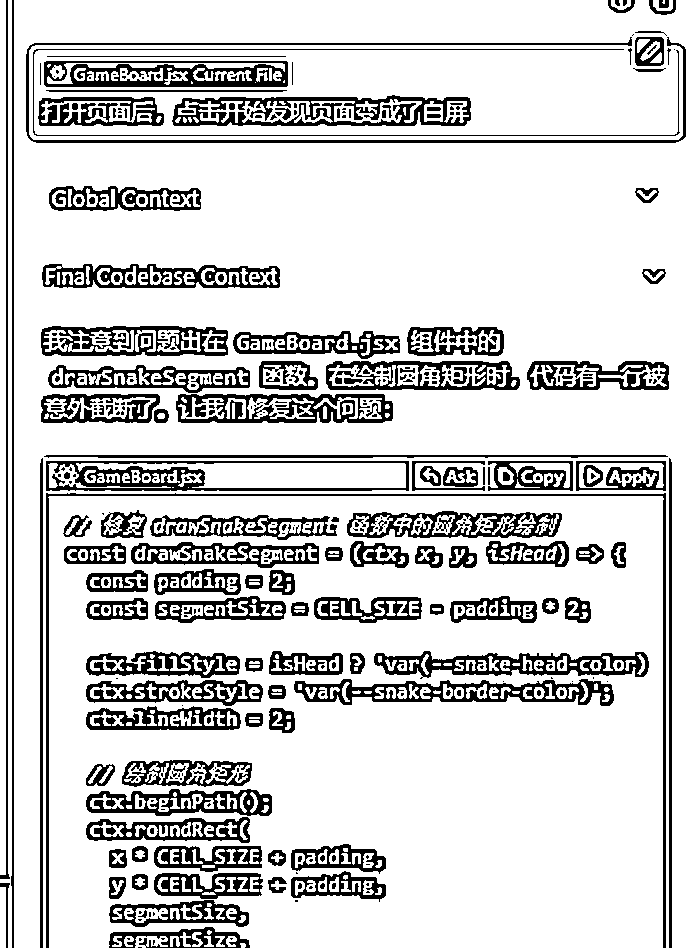 GameBoard.jsx Current File
打开页面后，点击开始发现页面变成了白屏
Global Context
Final Codebase Context
我注意到问题出在 GameBoard.jsx 组件中的
drawSnakeSegment 函数。在绘制圆角矩形时，代码有一行被
意外截断了。让我们修复这个问题：
GameBoard.jsx Ask Copy Apply
// 修复 drawSnakeSegment 函数中的圆角矩形绘制
const drawSnakeSegment = (ctx, x, y, isHead) => {
const padding = 2;
const segmentSize = CELL_SIZE - padding * 2;
ctx.fillStyle = isHead ? 'var(--snake-head-color)
ctx.strokeStyle = 'var(--snake-border-color)';
ctx.lineWidth = 2;
// 绘制圆角矩形
ctx.beginPath();
ctx.roundRect(
x * CELL_SIZE + padding,
y * CELL_SIZE + padding,
segmentSize,
segmentSize,